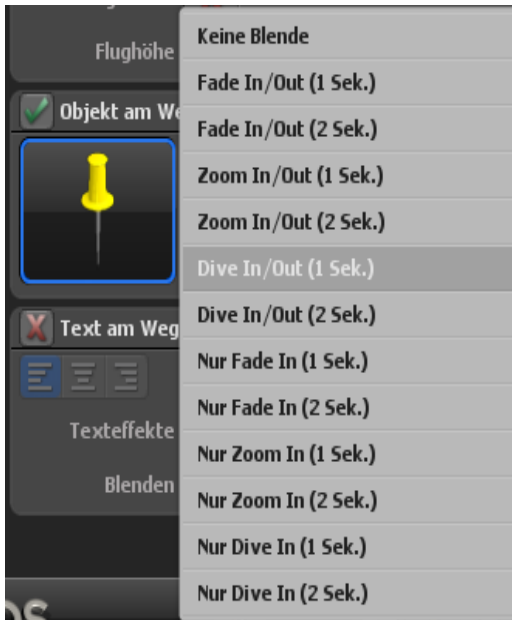 Flughöhe
Objekt am We
Text am Weg
Texteffekte
Blenden
Keine Blende
Fade In/Out (1 Sek.)
Fade In/Out (2 Sek.)
Zoom In/Out (1 Sek.)
Zoom In/Out (2 Sek.)
Dive In/Out (1 Sek.)
Dive In/Out (2 Sek.)
Nur Fade In (1 Sek.)
Nur Fade In (2 Sek.)
Nur Zoom In (1 Sek.)
Nur Zoom In (2 Sek.)
Nur Dive In (1 Sek.)
Nur Dive In (2 Sek.)